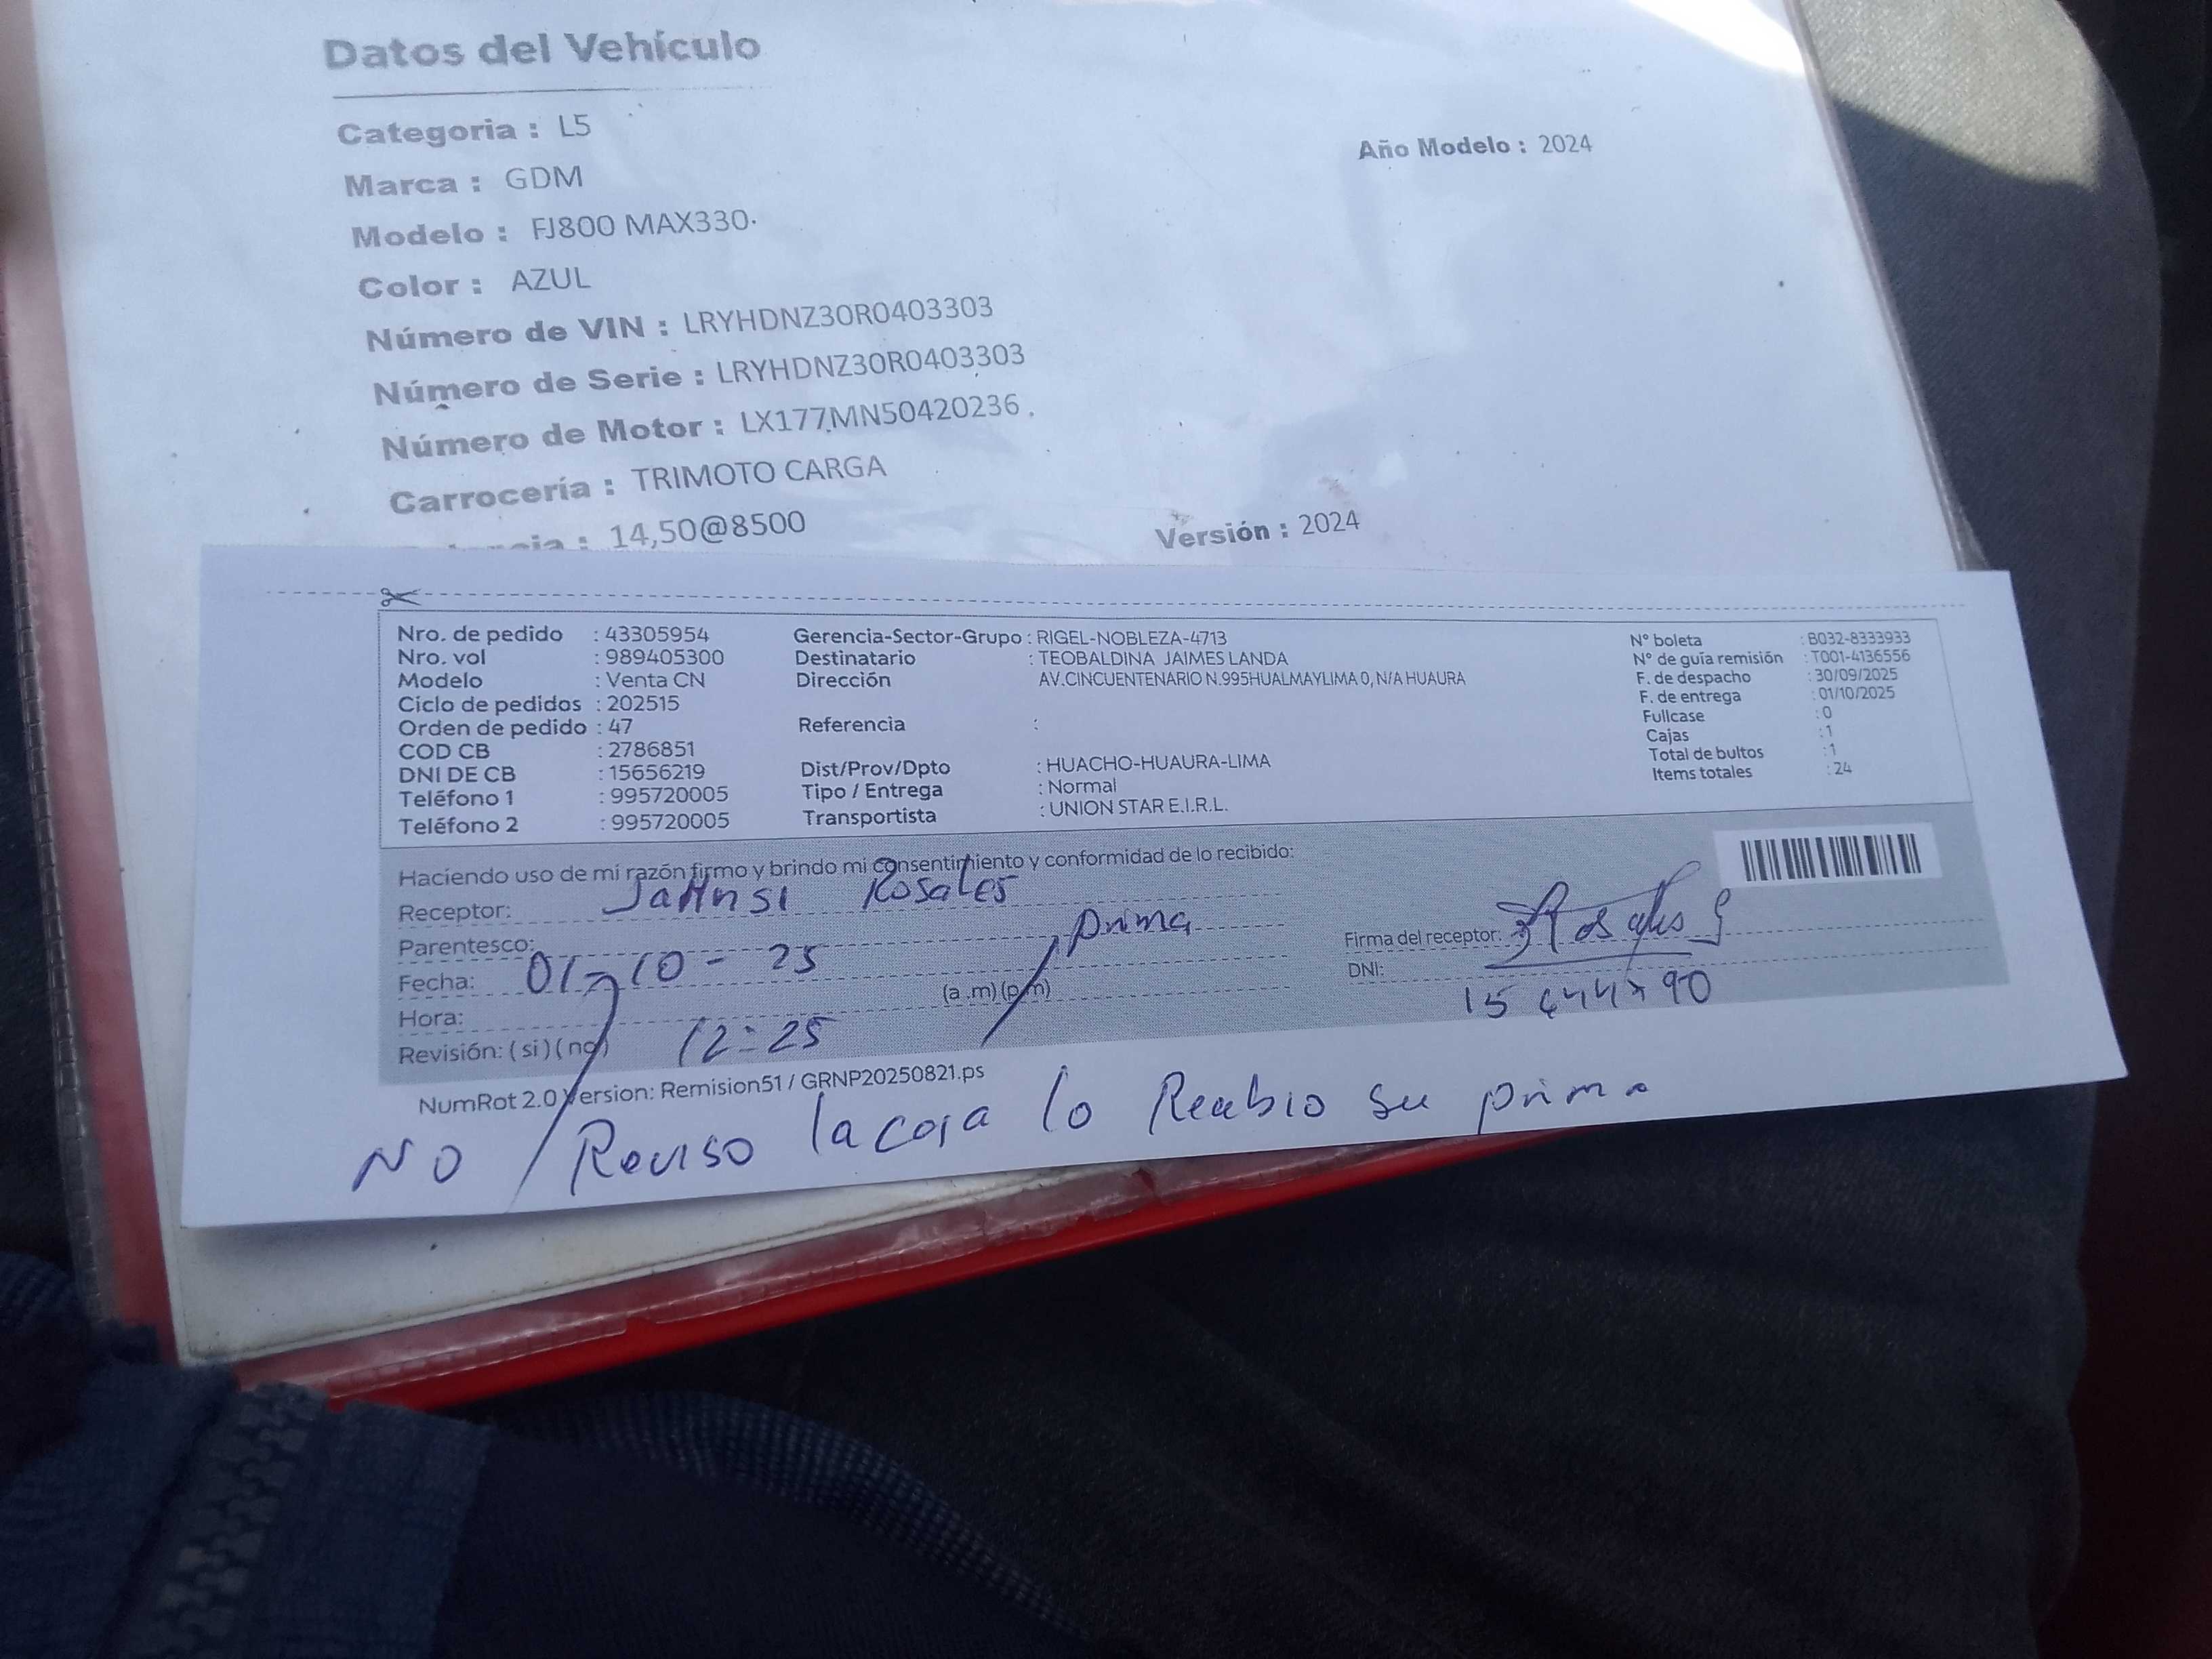 Datos del Vehículo
Categoria : L5
Año Modelo : 2024
Marca : GDM
Modelo : FJ800 MAX330.
Color : AZUL
Número de VIN : LRYHDNZ30R0403303
Número de Serie : LRYHDNZ30R0403303
Número de Motor : LX177MN50420236
Carrocería : TRIMOTO CARGA
: 14,50@8500
Versión : 2024
Nro. de pedido : 43305954
Nro. vol : 989405300
Modelo : Venta CN
Ciclo de pedidos : 202515
Orden de pedido : 47
COD CB : 2786851
DNI DE CB : 15656219
Teléfono 1 : 995720005
Teléfono 2 : 995720005
Gerencia-Sector-Grupo : RIGEL-NOBLEZA-4713
Destinatario : TEOBALDINA JAIMES LANDA
Dirección AV.CINCUENTENARIO N.995HUALMAYLIMA 0, N/A HUAURA
Referencia :
Dist/Prov/Dpto : HUACHO-HUAURA-LIMA
Tipo / Entrega : Normal
Transportista : UNION STAR E.I.R.L.
N° boleta : B032-8333933
N° de guía remisión : T001-4136556
F. de despacho : 30/09/2025
F. de entrega : 01/10/2025
Fullcase : 0
Cajas : 1
Total de bultos : 1
Items totales : 24
Haciendo uso de mi razón firmo y brindo mi consentimiento y conformidad de lo recibido:
Receptor: Rosales
Parentesco: prima
Fecha: 01-10-25
Hora: 12:25 (a .m) (p.m)
Revisión: ( si ) ( no )
Firma del receptor:
DNI:
NumRot 2.0 Version: Remision51 / GRNP20250821.ps
NO Reviso la caja lo Recibio su prima